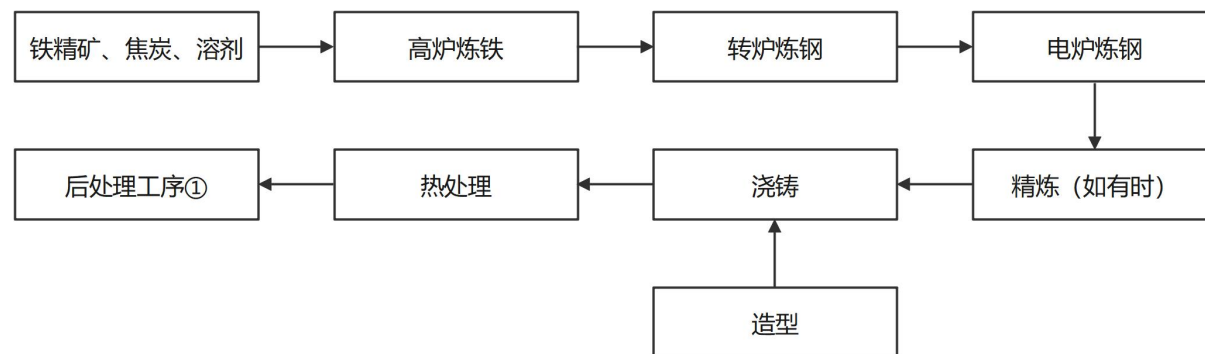 铁精矿、焦炭、溶剂
高炉炼铁
转炉炼钢
电炉炼钢
后处理工序①
热处理
浇铸
精炼（如有时）
造型